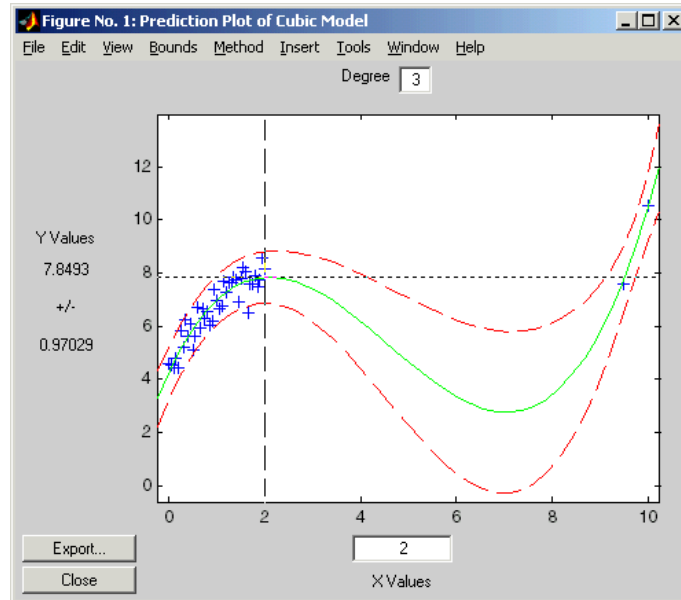 Figure No. 1: Prediction Plot of Cubic Model
File Edit View Bounds Method Insert Tools Window Help
Degree 3
12
10
8
6
4
2
0
Y Values
7.8493
+/-
0.97029
0 2 4 6 8 10
Export...
2
Close
X Values